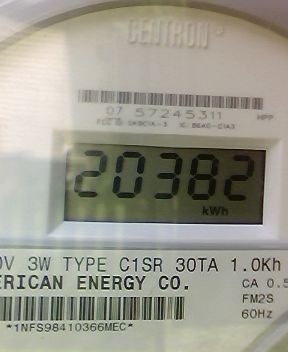 CENTRON®
07 57245311 HPP
20382
kWh
0V 3W TYPE C1SR 30TA 1.0Kh
ERICAN ENERGY CO. CA 0.5
FM2S
60Hz
*1NFS98410366MEC*